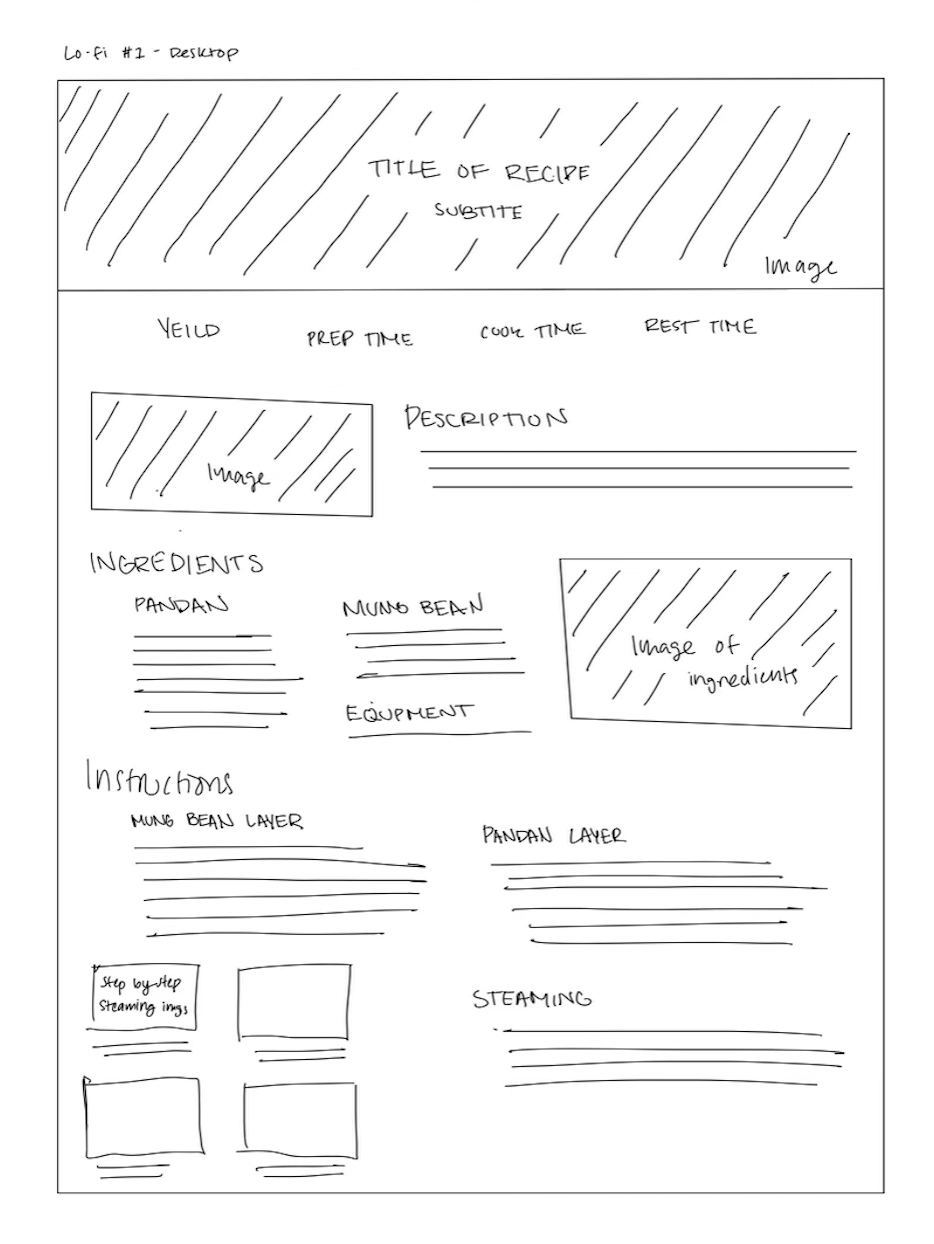 Lo-fi #1 - Desktop
TITLE OF RECIPE
SUBTITE
Image
YEILD
PREP TIME
COOK TIME
REST TIME
Image
DESCRIPTION
INGREDIENTS
PANDAN
MUNG BEAN
EQUPMENT
Image of
ingredients
Instructions
MUNG BEAN LAYER
PANDAN LAYER
Step by step
Steaming imgs
STEAMING